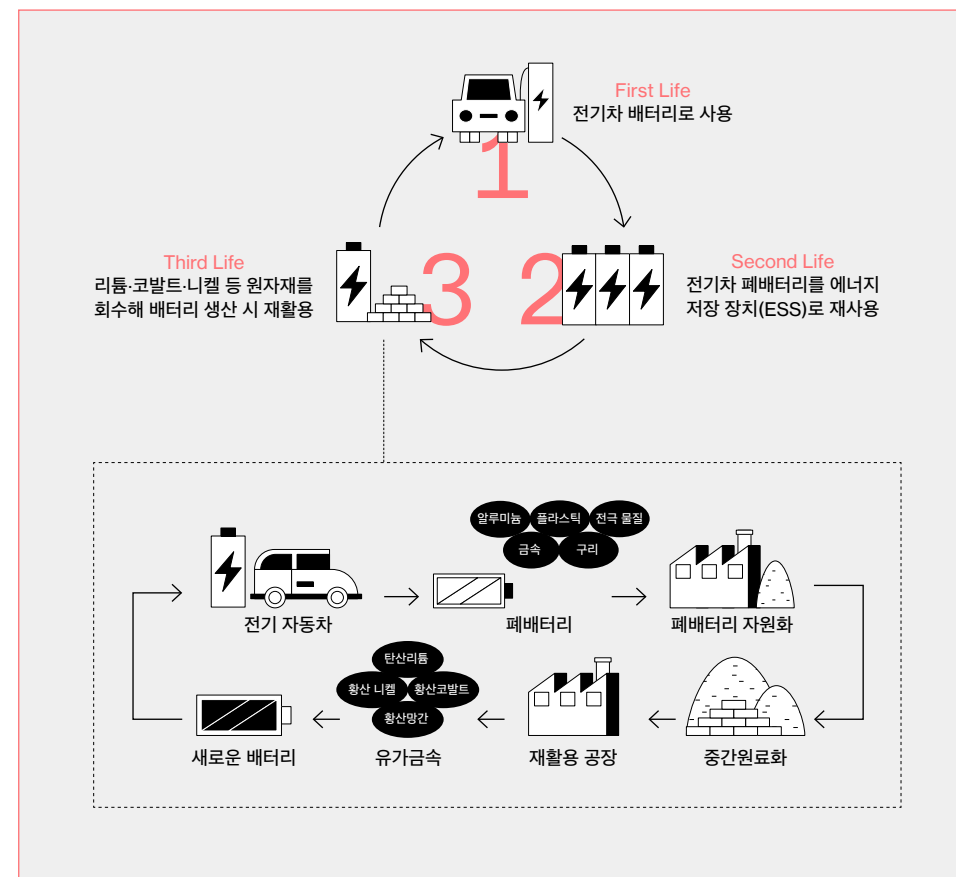 First Life
전기차 배터리로 사용
1
Third Life
리튬·코발트·니켈 등 원자재를
회수해 배터리 생산 시 재활용
3
2
Second Life
전기차 폐배터리를 에너지
저장 장치(ESS)로 재사용
알루미늄 플라스틱 전극 물질
금속 구리
전기 자동차
폐배터리
폐배터리 자원화
탄산리튬
황산 니켈 황산코발트
황산망간
새로운 배터리
유가금속
재활용 공장
중간원료화